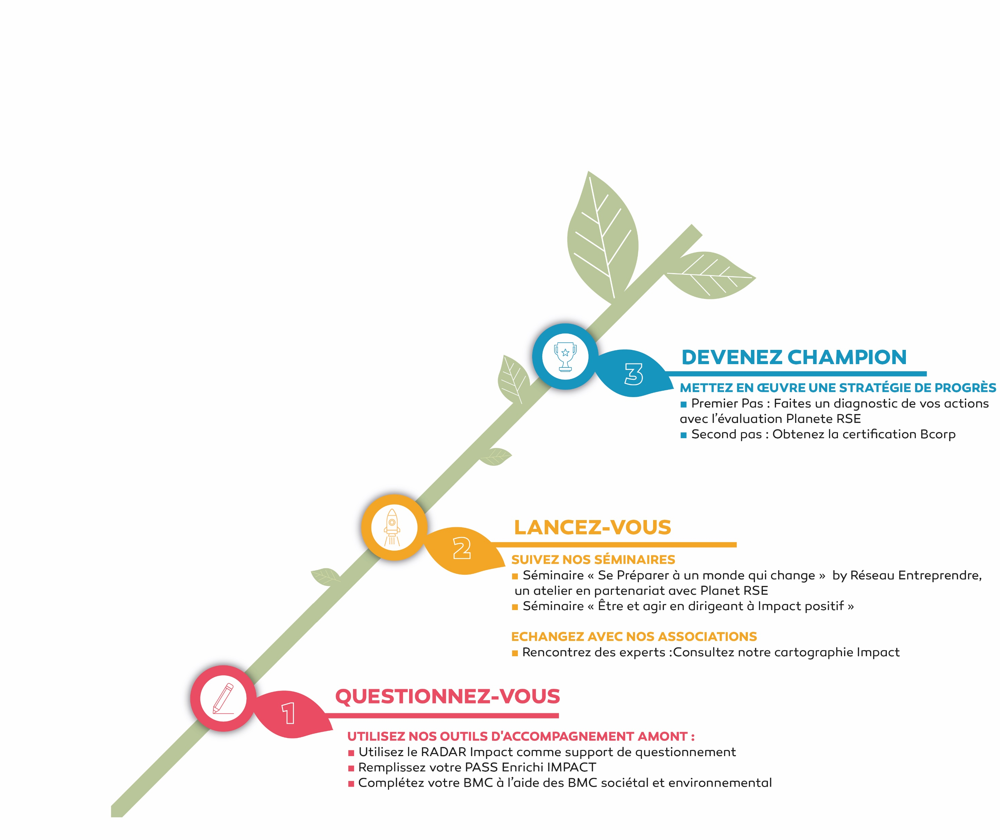 DEVENEZ CHAMPION
3
METTEZ EN ŒUVRE UNE STRATÉGIE DE PROGRÈS
▪ Premier Pas : Faites un diagnostic de vos actions
avec l'évaluation Planete RSE
▪ Second pas : Obtenez la certification Bcorp
LANCEZ-VOUS
2
SUIVEZ NOS SÉMINAIRES
▪ Séminaire « Se Préparer à un monde qui change » by Réseau Entreprendre,
un atelier en partenariat avec Planet RSE
▪ Séminaire « Être et agir en dirigeant à Impact positif »
ECHANGEZ AVEC NOS ASSOCIATIONS
▪ Rencontrez des experts :Consultez notre cartographie Impact
QUESTIONNEZ-VOUS
1
UTILISEZ NOS OUTILS D'ACCOMPAGNEMENT AMONT :
▪ Utilisez le RADAR Impact comme support de questionnement
▪ Remplissez votre PASS Enrichi IMPACT
▪ Complétez votre BMC à l'aide des BMC sociétal et environnemental